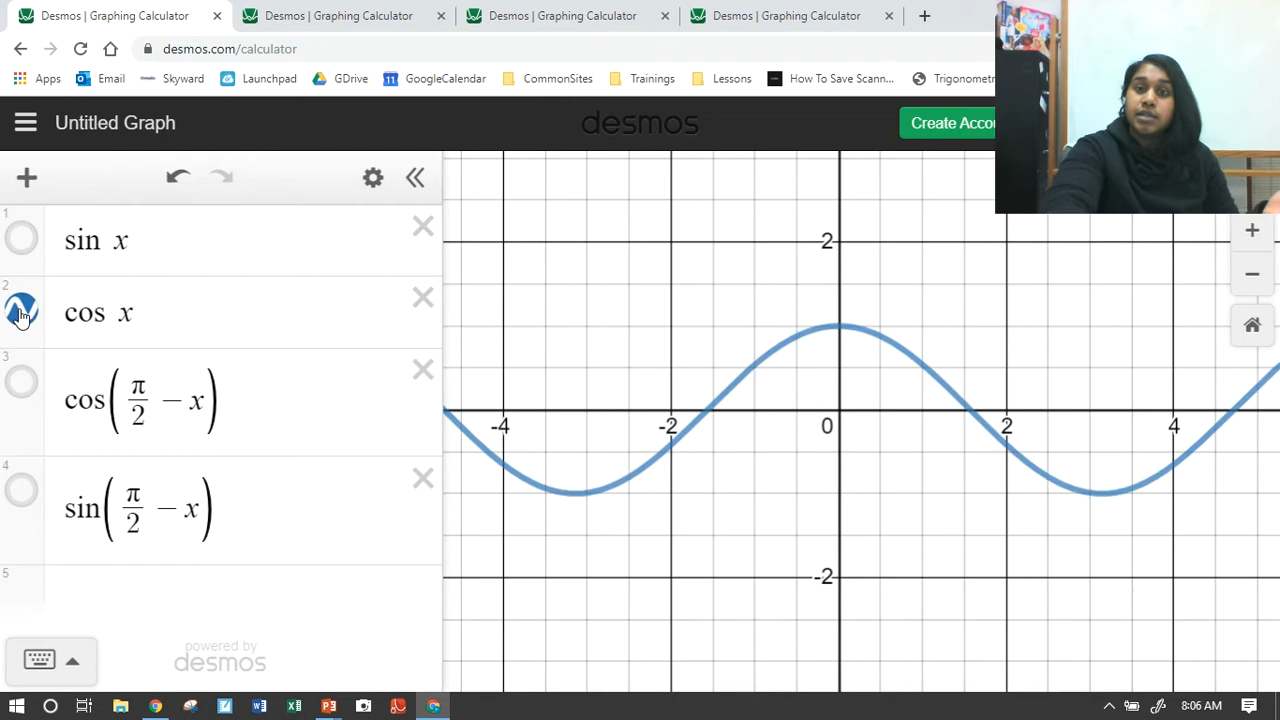 Desmos | Graphing Calculator
Desmos | Graphing Calculator
Desmos | Graphing Calculator
Desmos | Graphing Calculator
desmos.com/calculator
Apps Email Skyward Launchpad GDrive GoogleCalendar CommonSites Trainings Lessons How To Save Scann... Trigonomet
11
Untitled Graph
desmos
Create Acco
1
sin x
2
cos x
3
cos(π/2 − x)
4
sin(π/2 − x)
5
powered by
desmos
2
-4 -2 0 2 4
-2
8:06 AM